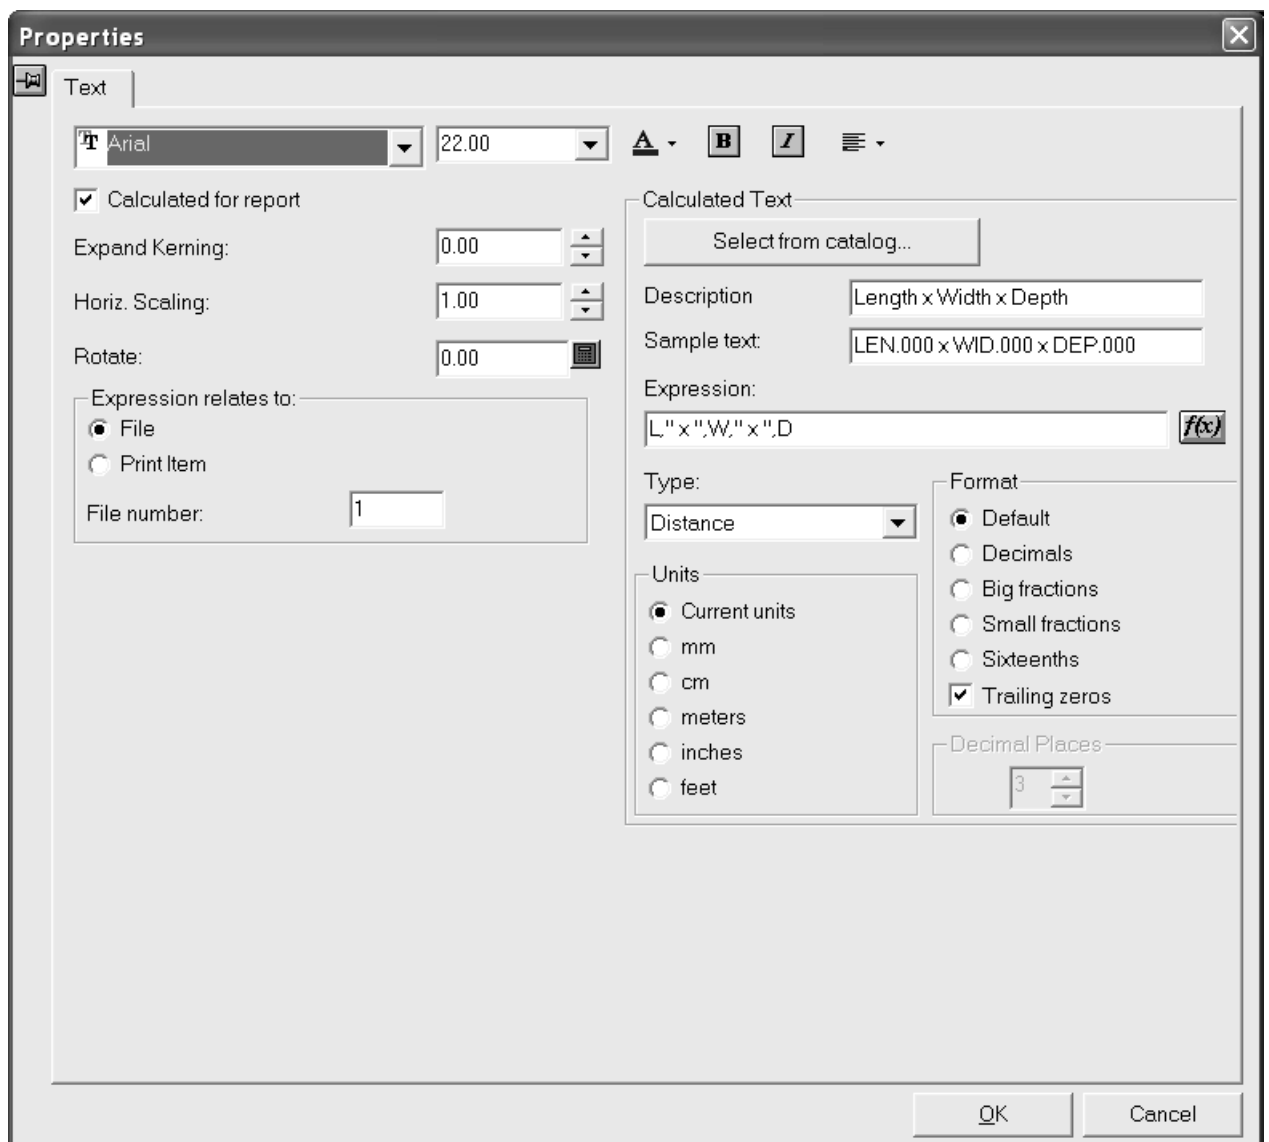 Properties
Text
Arial
22.00
A
B
I
Calculated for report
Expand Kerning:
0.00
Horiz. Scaling:
1.00
Rotate:
0.00
Expression relates to:
File
Print Item
File number:
1
Calculated Text
Select from catalog...
Description
Length x Width x Depth
Sample text:
LEN.000 x WID.000 x DEP.000
Expression:
L," x ",W," x ",D
f(x)
Type:
Distance
Units
Current units
mm
cm
meters
inches
feet
Format
Default
Decimals
Big fractions
Small fractions
Sixteenths
Trailing zeros
Decimal Places
3
OK
Cancel